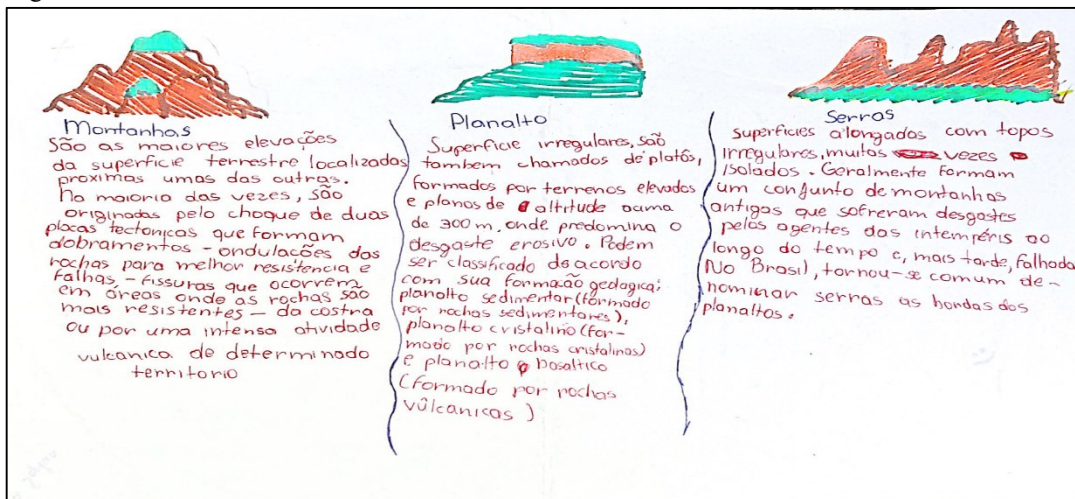 Montanhas
São as maiores elevações
da superficie terrestre localizadas
proximas umas das outras.
Na maioria das vezes, são
originadas pelo choque de duas
placas tectonicas que formam
dobramentos - ondulações das
rochas para melhor resistencia e
falhas, - fissuras que ocorrem
em áreas onde as rochas são
mais resistentes - da costra
ou por uma intensa atividade
vulcanica de determinado
territorio
Planalto
Superficie irregulares, são
tambem chamados de platôs,
formados por terrenos elevados
e planos de altitude acima
de 300 m, onde predomina o
desgaste erosivo. Podem
ser classificado de acordo
com sua formação geologica;
planalto sedimentar (formado
por rochas sedimentares),
planalto cristalino (for-
mado por rochas cristalinas)
e planalto basaltico
(formado por rochas
vûlcanicas)
Serras
Superficies alongadas com topos
irregulares, muitas vezes
isolados. Geralmente formam
um conjunto de montanhas
antigas que sofreram desgastes
pelos agentes dos intempéris ao
longo do tempo e, mais tarde, falhada
No Brasil, tornou-se comum de-
nominar serras as bordas dos
planaltos.